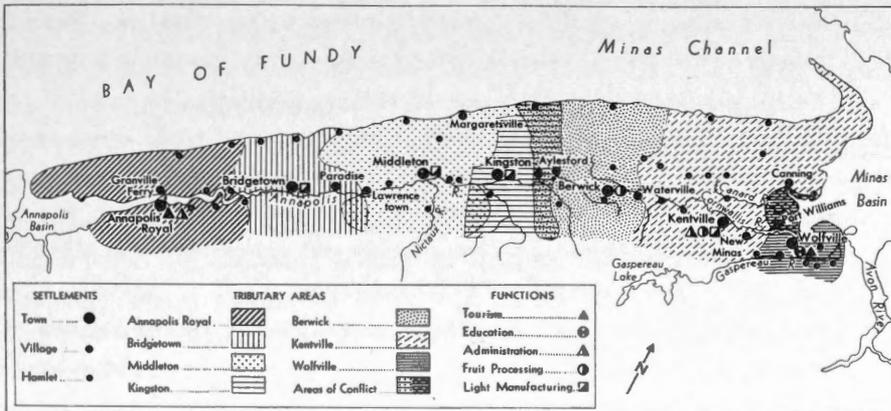 BAY OF FUNDY
Minas Channel
Margaretsville
Granville
Ferry
Annapolis
Royal
Annapolis
Basin
Bridgetown
Paradise
Annapolis
Lawrence
town
Middleton
R.
Nictaux
Kingston
Aylesford
Berwick
Waterville
Canard
Cornwallis
R.
Canning
Port
Williams
Minas
Basin
Kentville
New
Minas
Wolfville
Gaspereau
R.
Gaspereau
Lake
Avon River
N
SETTLEMENTS
Town
Village
Hamlet
TRIBUTARY AREAS
Annapolis Royal
Bridgetown
Middleton
Kingston
Berwick
Kentville
Wolfville
Areas of Conflict
FUNCTIONS
Tourism
Education
Administration
Fruit Processing
Light Manufacturing